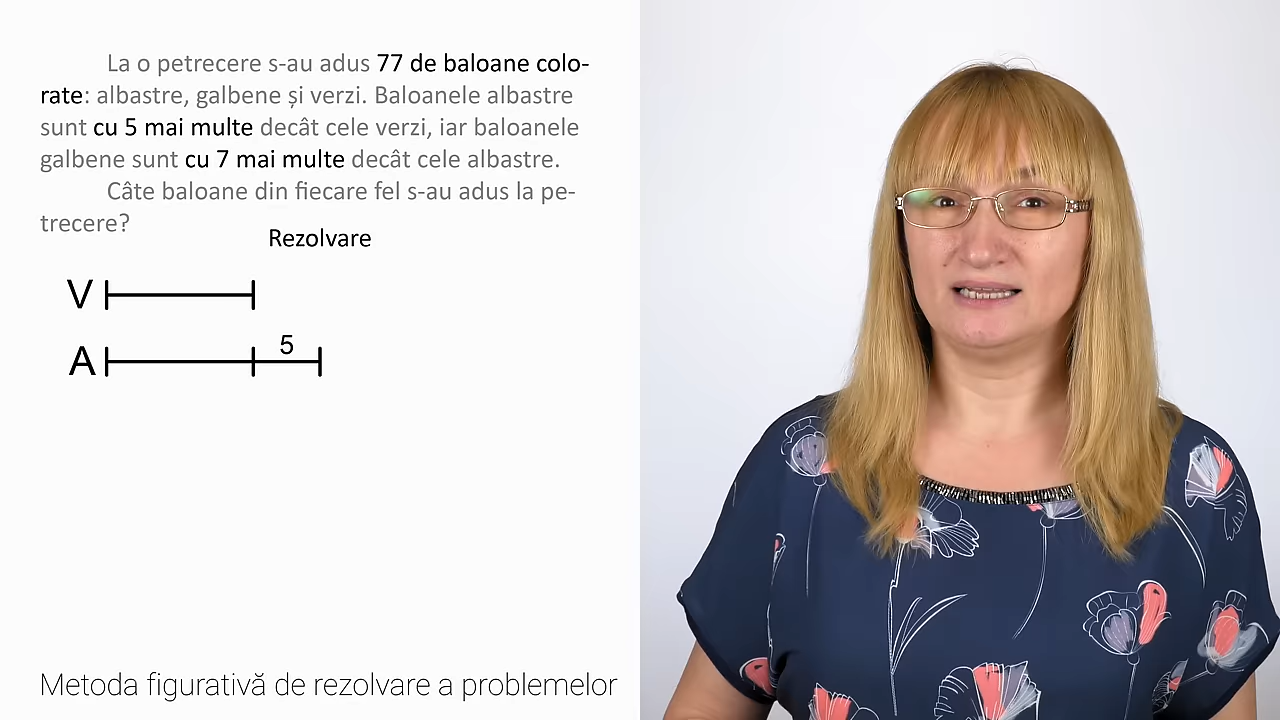 La o petrecere s-au adus 77 de baloane colo-
rate: albastre, galbene și verzi. Baloanele albastre
sunt cu 5 mai multe decât cele verzi, iar baloanele
galbene sunt cu 7 mai multe decât cele albastre.
Câte baloane din fiecare fel s-au adus la pe-
trecere?
Rezolvare
V
5
A
Metoda figurativă de rezolvare a problemelor